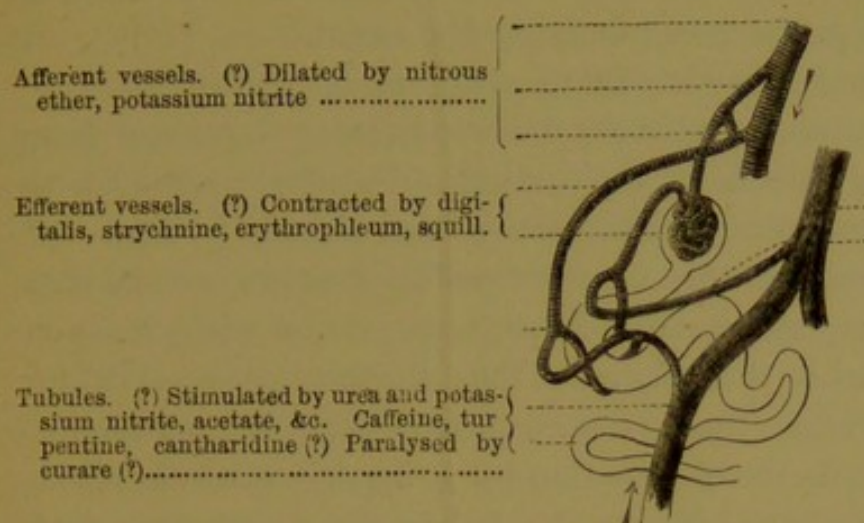 Afferent vessels. (?) Dilated by nitrous
ether, potassium nitrite ......................
Efferent vessels. (?) Contracted by digi-
talis, strychnine, erythrophleum, squill.
Tubules. (?) Stimulated by urea and potas-
sium nitrite, acetate, &c. Caffeine, tur
pentine, cantharidine (?) Paralysed by
curare (?)................................................